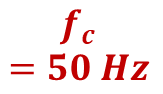 f_c
= 50 Hz